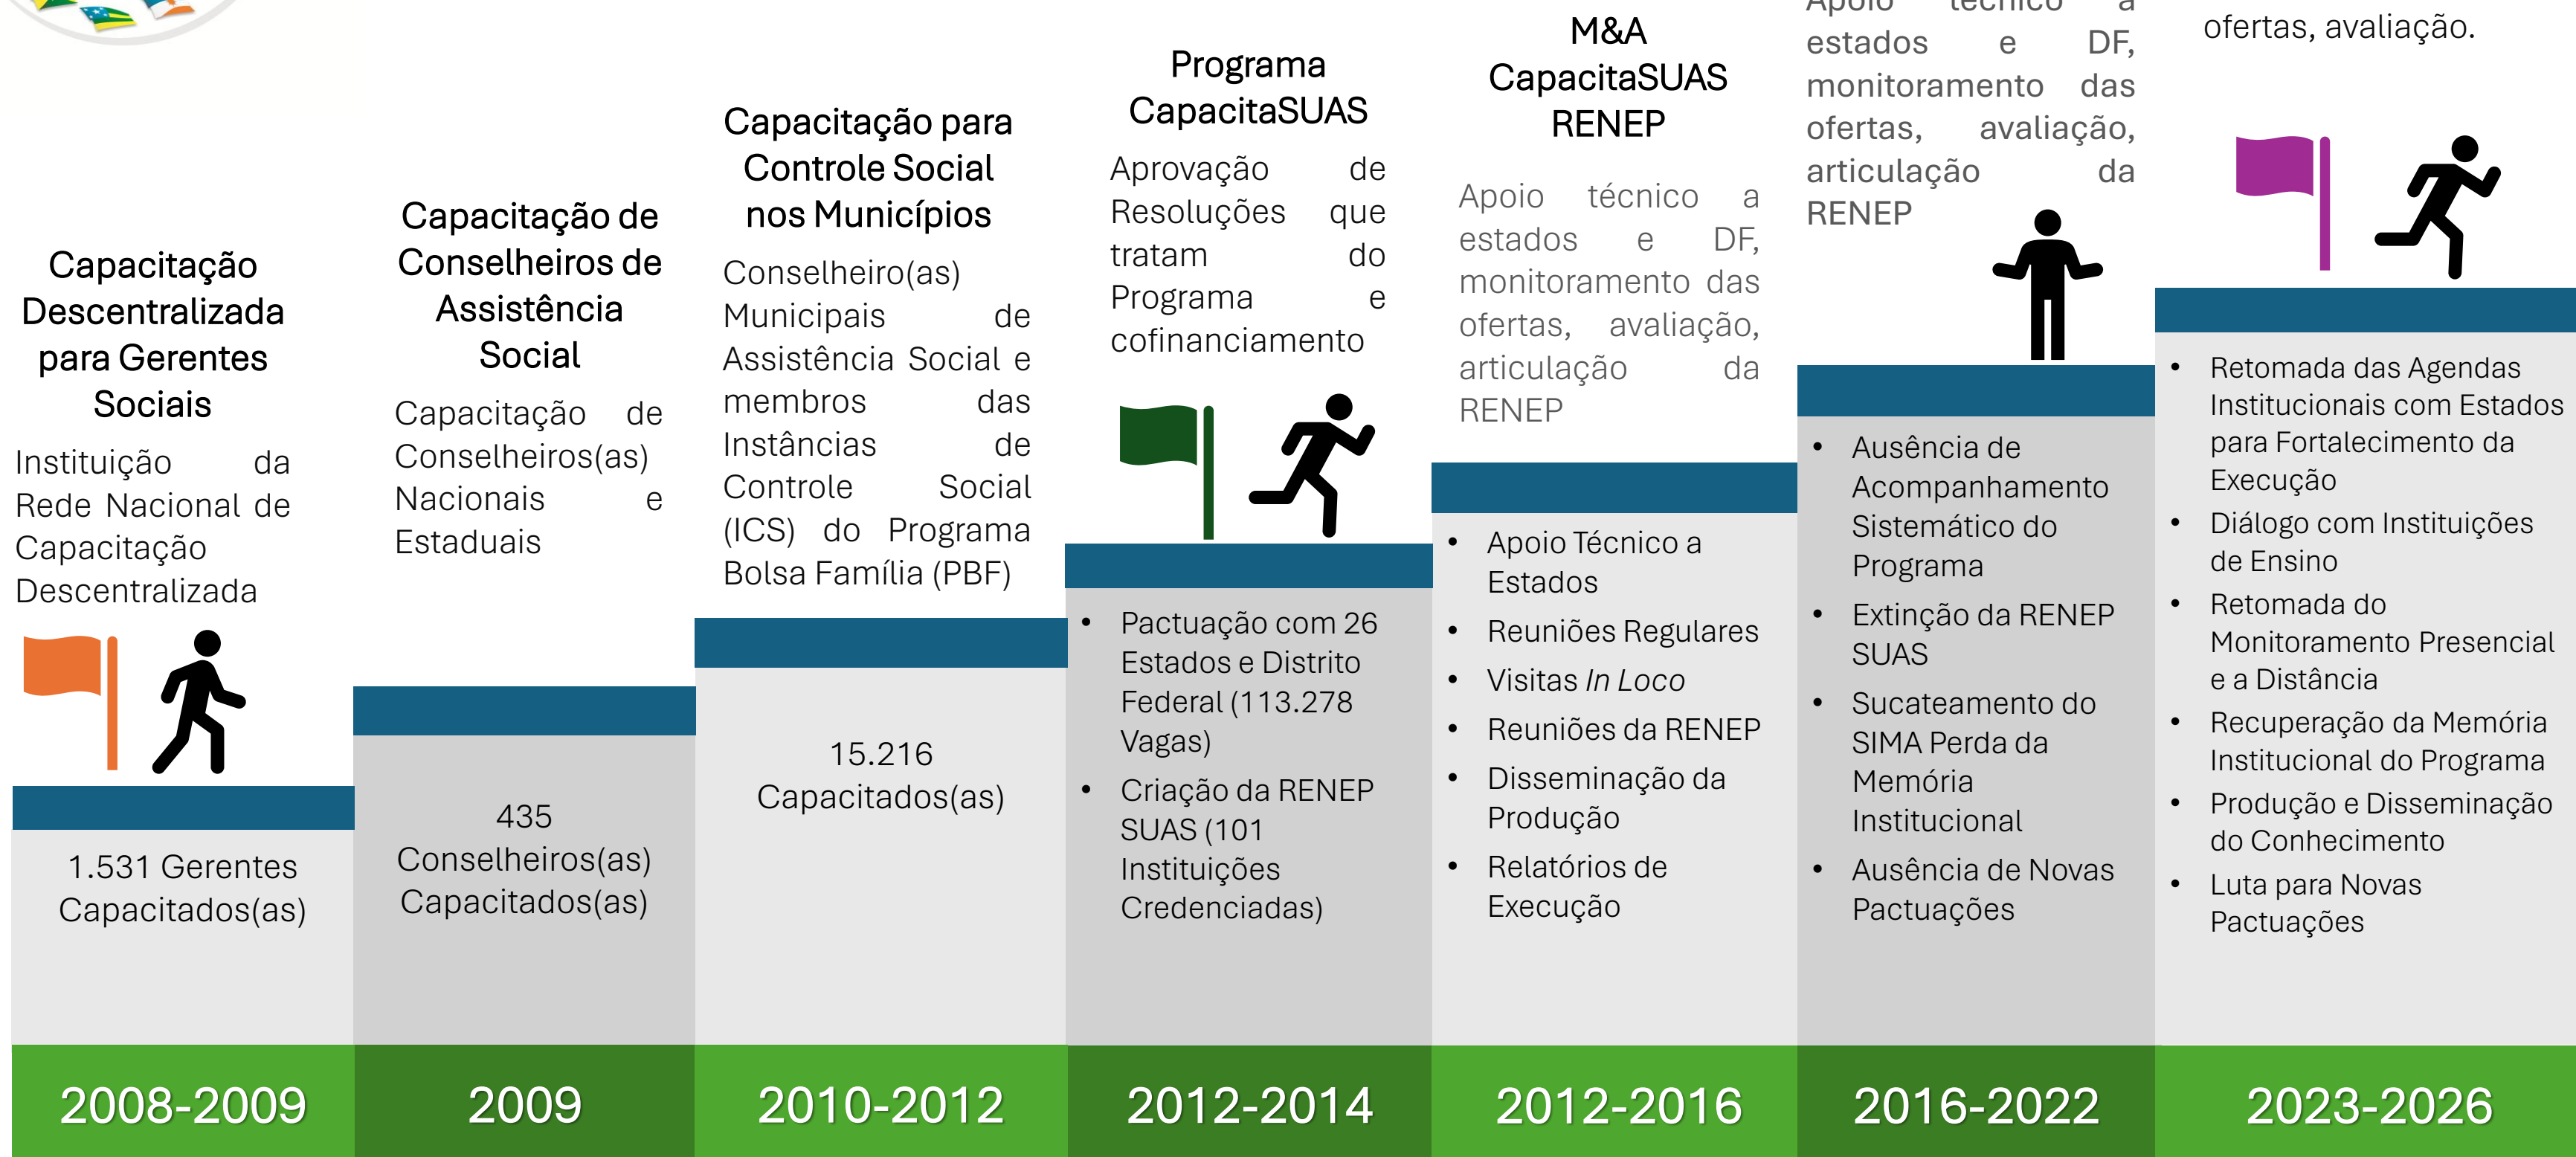 Capacitação
Descentralizada
para Gerentes
Sociais
Instituição da
Rede Nacional de
Capacitação
Descentralizada
1.531 Gerentes
Capacitados(as)
2008-2009
Capacitação de
Conselheiros de
Assistência
Social
Capacitação de
Conselheiros(as)
Nacionais e
Estaduais
435
Conselheiros(as)
Capacitados(as)
2009
Capacitação para
Controle Social
nos Municípios
Conselheiro(as)
Municipais de
Assistência Social e
membros das
Instâncias de
Controle Social
(ICS) do Programa
Bolsa Família (PBF)
15.216
Capacitados(as)
2010-2012
Programa
CapacitaSUAS
Aprovação de
Resoluções que
tratam do
Programa e
cofinanciamento
• Pactuação com 26
Estados e Distrito
Federal (113.278
Vagas)
• Criação da RENEP
SUAS (101
Instituições
Credenciadas)
2012-2014
M&A
CapacitaSUAS
RENEP
Apoio técnico a
estados e DF,
monitoramento das
ofertas, avaliação,
articulação da
RENEP
• Apoio Técnico a
Estados
• Reuniões Regulares
• Visitas In Loco
• Reuniões da RENEP
• Disseminação da
Produção
• Relatórios de
Execução
2012-2016
Apoio técnico a
estados e DF,
monitoramento das
ofertas, avaliação,
articulação da
RENEP
• Ausência de
Acompanhamento
Sistemático do
Programa
• Extinção da RENEP
SUAS
• Sucateamento do
SIMA Perda da
Memória
Institucional
• Ausência de Novas
Pactuações
2016-2022
ofertas, avaliação.
• Retomada das Agendas
Institucionais com Estados
para Fortalecimento da
Execução
• Diálogo com Instituições
de Ensino
• Retomada do
Monitoramento Presencial
e a Distância
• Recuperação da Memória
Institucional do Programa
• Produção e Disseminação
do Conhecimento
• Luta para Novas
Pactuações
2023-2026